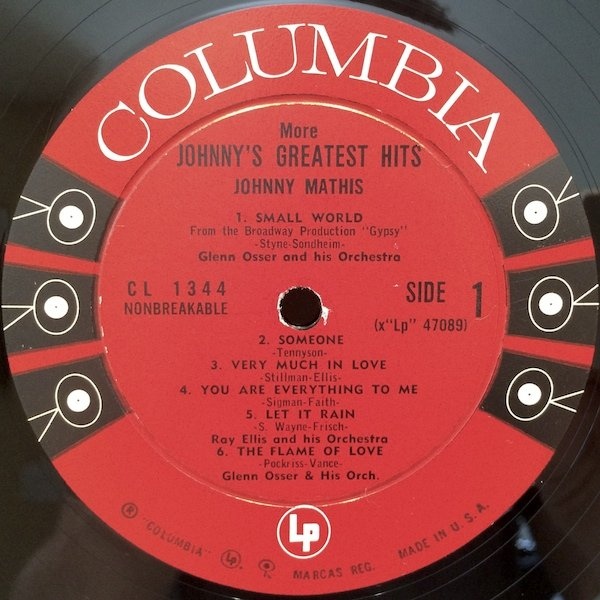 COLUMBIA
More
JOHNNY'S GREATEST HITS
JOHNNY MATHIS
1. SMALL WORLD
From the Broadway Production "Gypsy"
-Styne-Sondheim-
Glenn Osser and his Orchestra
CL 1344
NONBREAKABLE
SIDE 1
(x"Lp" 47089)
2. SOMEONE
-Tennyson-
3. VERY MUCH IN LOVE
-Stillman-Ellis-
4. YOU ARE EVERYTHING TO ME
-Sigman-Faith-
5. LET IT RAIN
-S. Wayne-Frisch-
Ray Ellis and his Orchestra
6. THE FLAME OF LOVE
-Pockriss-Vance-
Glenn Osser & His Orch.
Lp
® "COLUMBIA" Lp. MARCAS REG. MADE IN U.S.A.